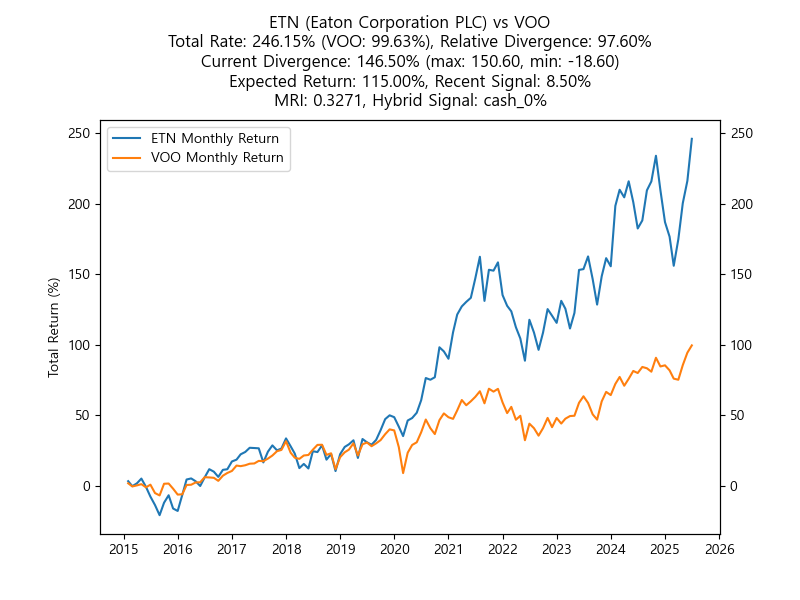 ETN (Eaton Corporation PLC) vs VOO
Total Rate: 246.15% (VOO: 99.63%), Relative Divergence: 97.60%
Current Divergence: 146.50% (max: 150.60, min: -18.60)
Expected Return: 115.00%, Recent Signal: 8.50%
MRI: 0.3271, Hybrid Signal: cash_0%
ETN Monthly Return
VOO Monthly Return
Total Return (%)
250
200
150
100
50
0
250
200
150
100
50
0
2015 2016 2017 2018 2019 2020 2021 2022 2023 2024 2025 2026